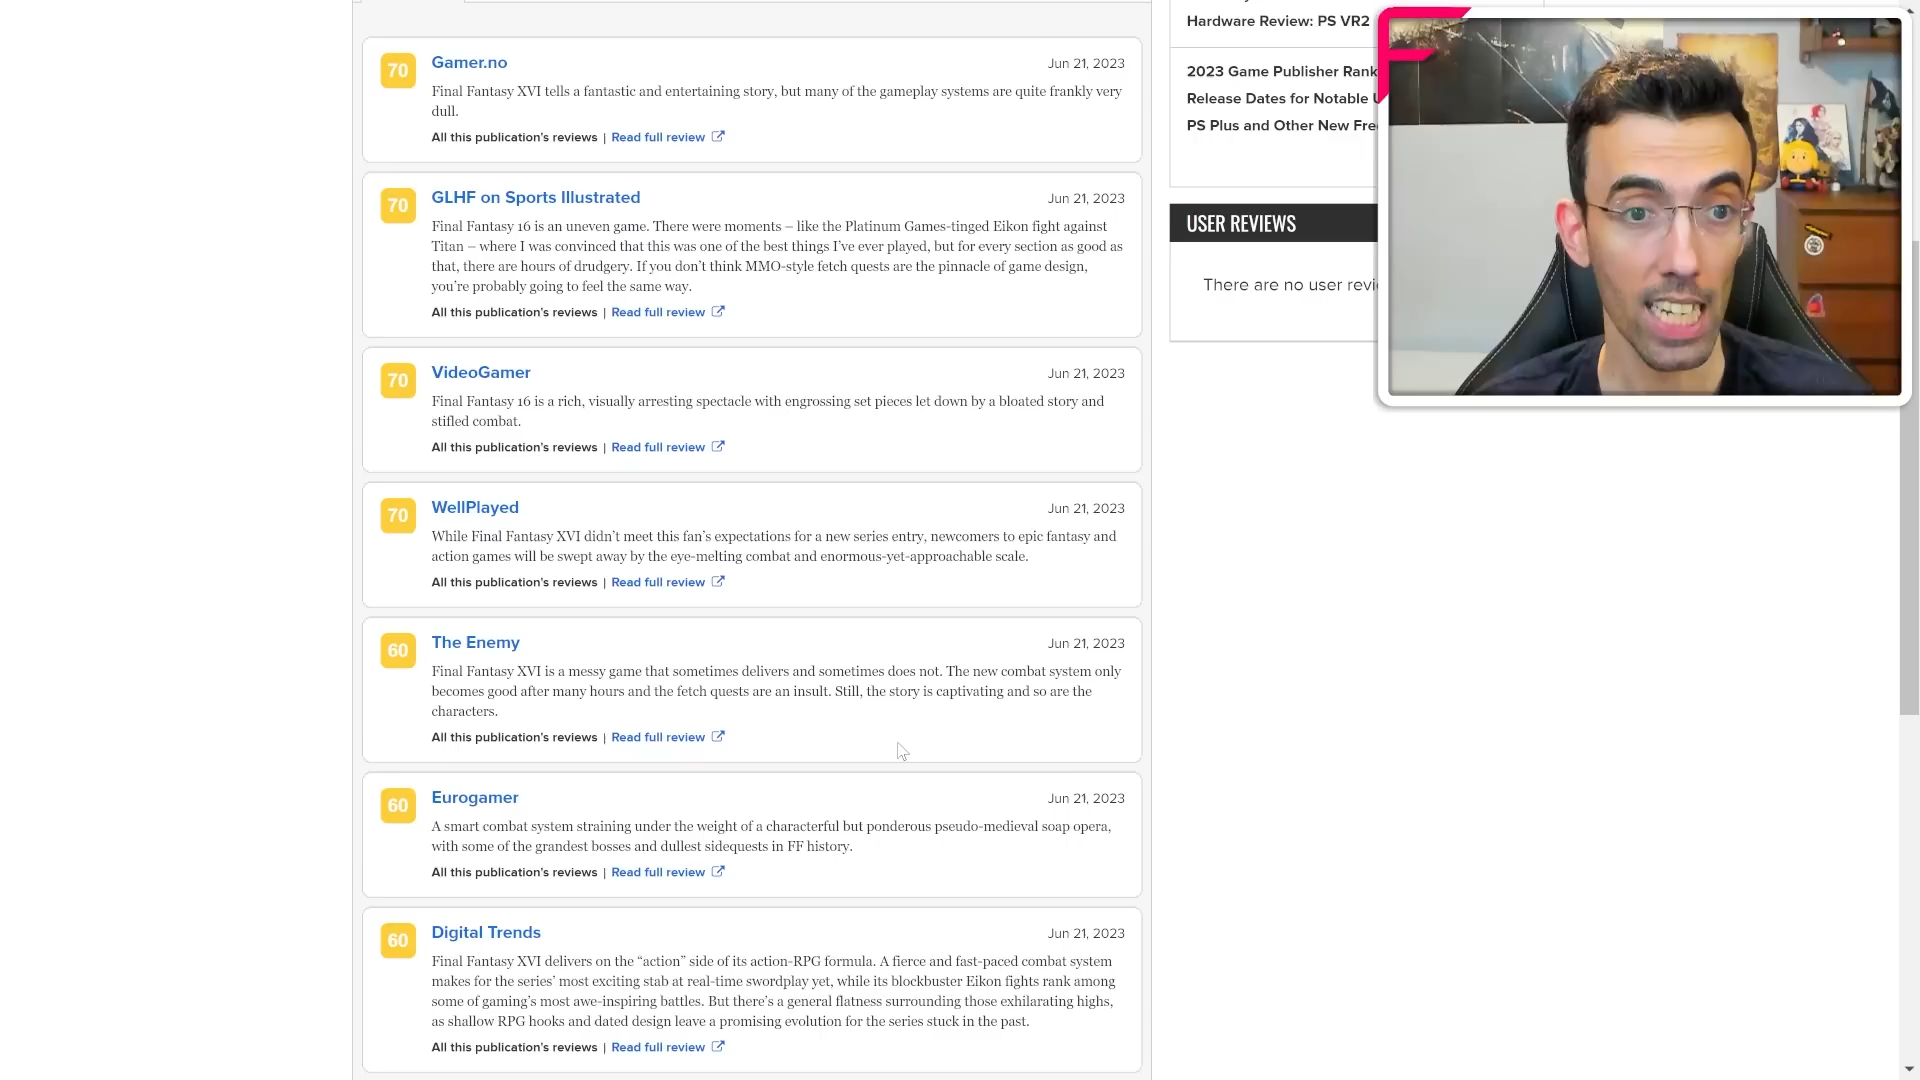 70
Gamer.no
Jun 21, 2023
Final Fantasy XVI tells a fantastic and entertaining story, but many of the gameplay systems are quite frankly very
dull.
All this publication's reviews | Read full review
70
GLHF on Sports Illustrated
Jun 21, 2023
Final Fantasy 16 is an uneven game. There were moments – like the Platinum Games-tinged Eikon fight against
Titan – where I was convinced that this was one of the best things I’ve ever played, but for every section as good as
that, there are hours of drudgery. If you don’t think MMO-style fetch quests are the pinnacle of game design,
you’re probably going to feel the same way.
All this publication's reviews | Read full review
70
VideoGamer
Jun 21, 2023
Final Fantasy 16 is a rich, visually arresting spectacle with engrossing set pieces let down by a bloated story and
stifled combat.
All this publication's reviews | Read full review
70
WellPlayed
Jun 21, 2023
While Final Fantasy XVI didn’t meet this fan’s expectations for a new series entry, newcomers to epic fantasy and
action games will be swept away by the eye-melting combat and enormous-yet-approachable scale.
All this publication's reviews | Read full review
60
The Enemy
Jun 21, 2023
Final Fantasy XVI is a messy game that sometimes delivers and sometimes does not. The new combat system only
becomes good after many hours and the fetch quests are an insult. Still, the story is captivating and so are the
characters.
All this publication's reviews | Read full review
60
Eurogamer
Jun 21, 2023
A smart combat system straining under the weight of a characterful but ponderous pseudo-medieval soap opera,
with some of the grandest bosses and dullest sidequests in FF history.
All this publication's reviews | Read full review
60
Digital Trends
Jun 21, 2023
Final Fantasy XVI delivers on the “action” side of its action-RPG formula. A fierce and fast-paced combat system
makes for the series’ most exciting stab at real-time swordplay yet, while its blockbuster Eikon fights rank among
some of gaming’s most awe-inspiring battles. But there’s a general flatness surrounding those exhilarating highs,
as shallow RPG hooks and dated design leave a promising evolution for the series stuck in the past.
All this publication's reviews | Read full review
Hardware Review: PS VR2
2023 Game Publisher Rank
Release Dates for Notable
PS Plus and Other New Fre
USER REVIEWS
There are no user revi